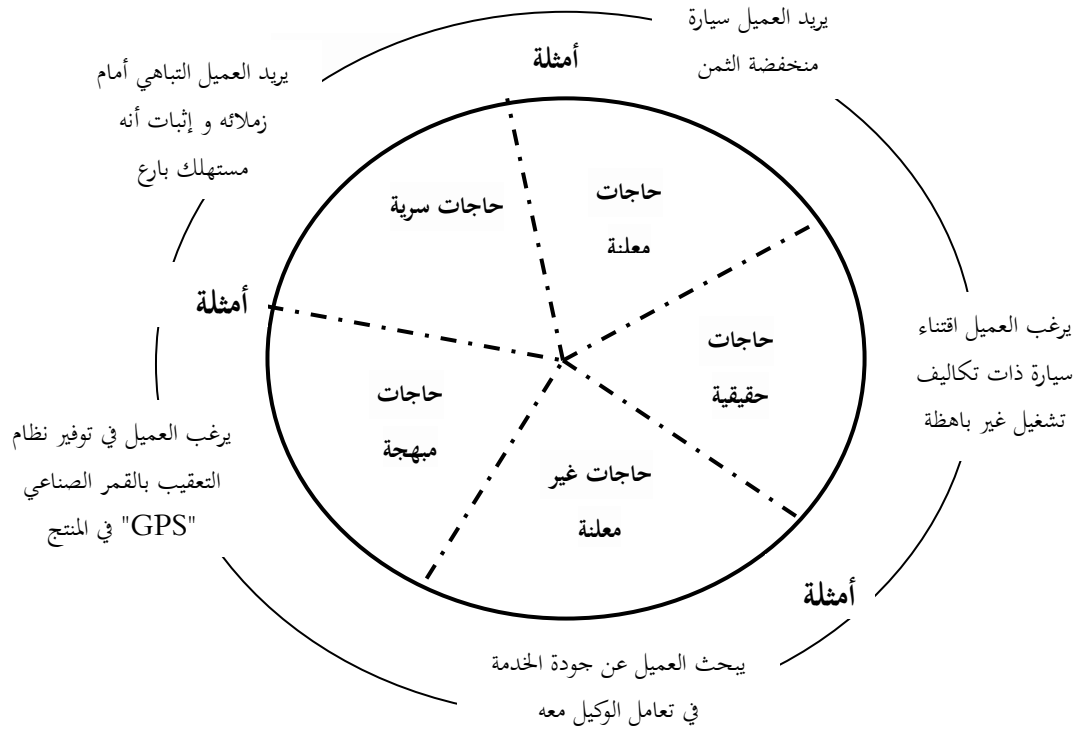 يريد العميل سيارة
منخفضة الثمن
أمثلة
يريد العميل التباهي أمام
زملائه و إثبات أنه
مستهلك بارع
حاجات
معلنة
حاجات سرية
أمثلة
يرغب العميل اقتناء
سيارة ذات تكاليف
تشغيل غير باهظة
حاجات
حقيقية
حاجات
مبهجة
يرغب العميل في توفير نظام
التعقيب بالقمر الصناعي
"GPS" في المنتج
حاجات غير
معلنة
أمثلة
يبحث العميل عن جودة الخدمة
في تعامل الوكيل معه